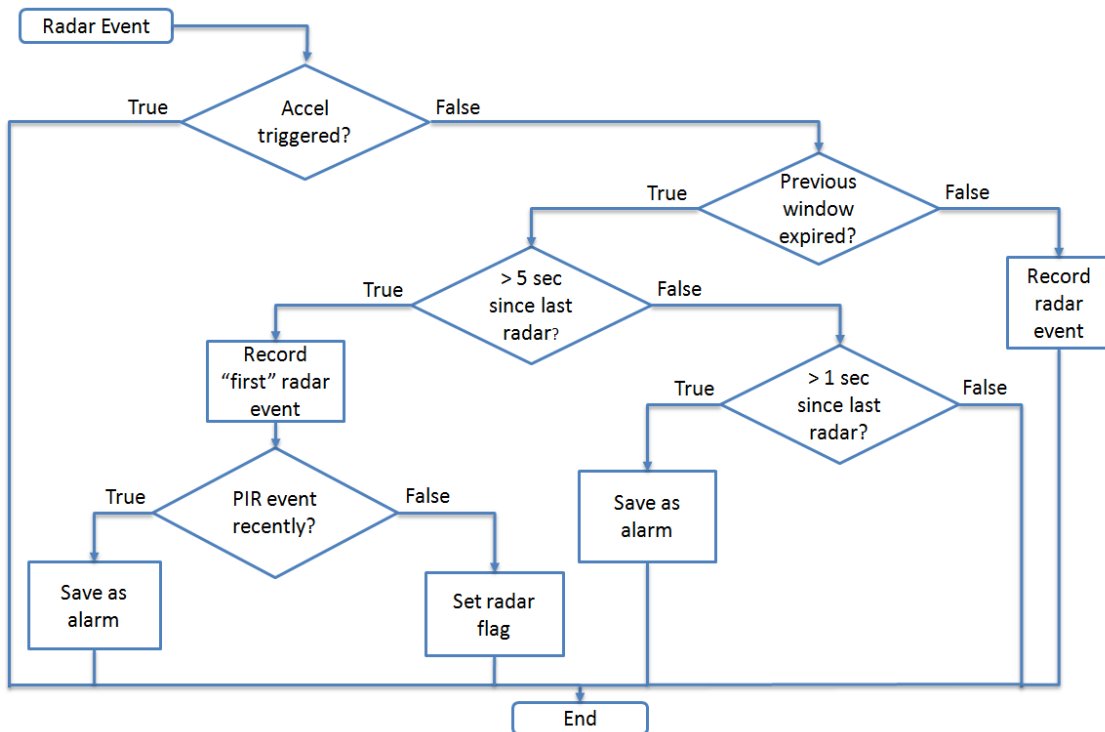 Radar Event
True
Accel
triggered?
False
True
Previous
window
expired?
False
True
> 5 sec
since last
radar?
False
Record
radar
event
Record
“first” radar
event
True
> 1 sec
since last
radar?
False
True
PIR event
recently?
False
Save as
alarm
Save as
alarm
Set radar
flag
End